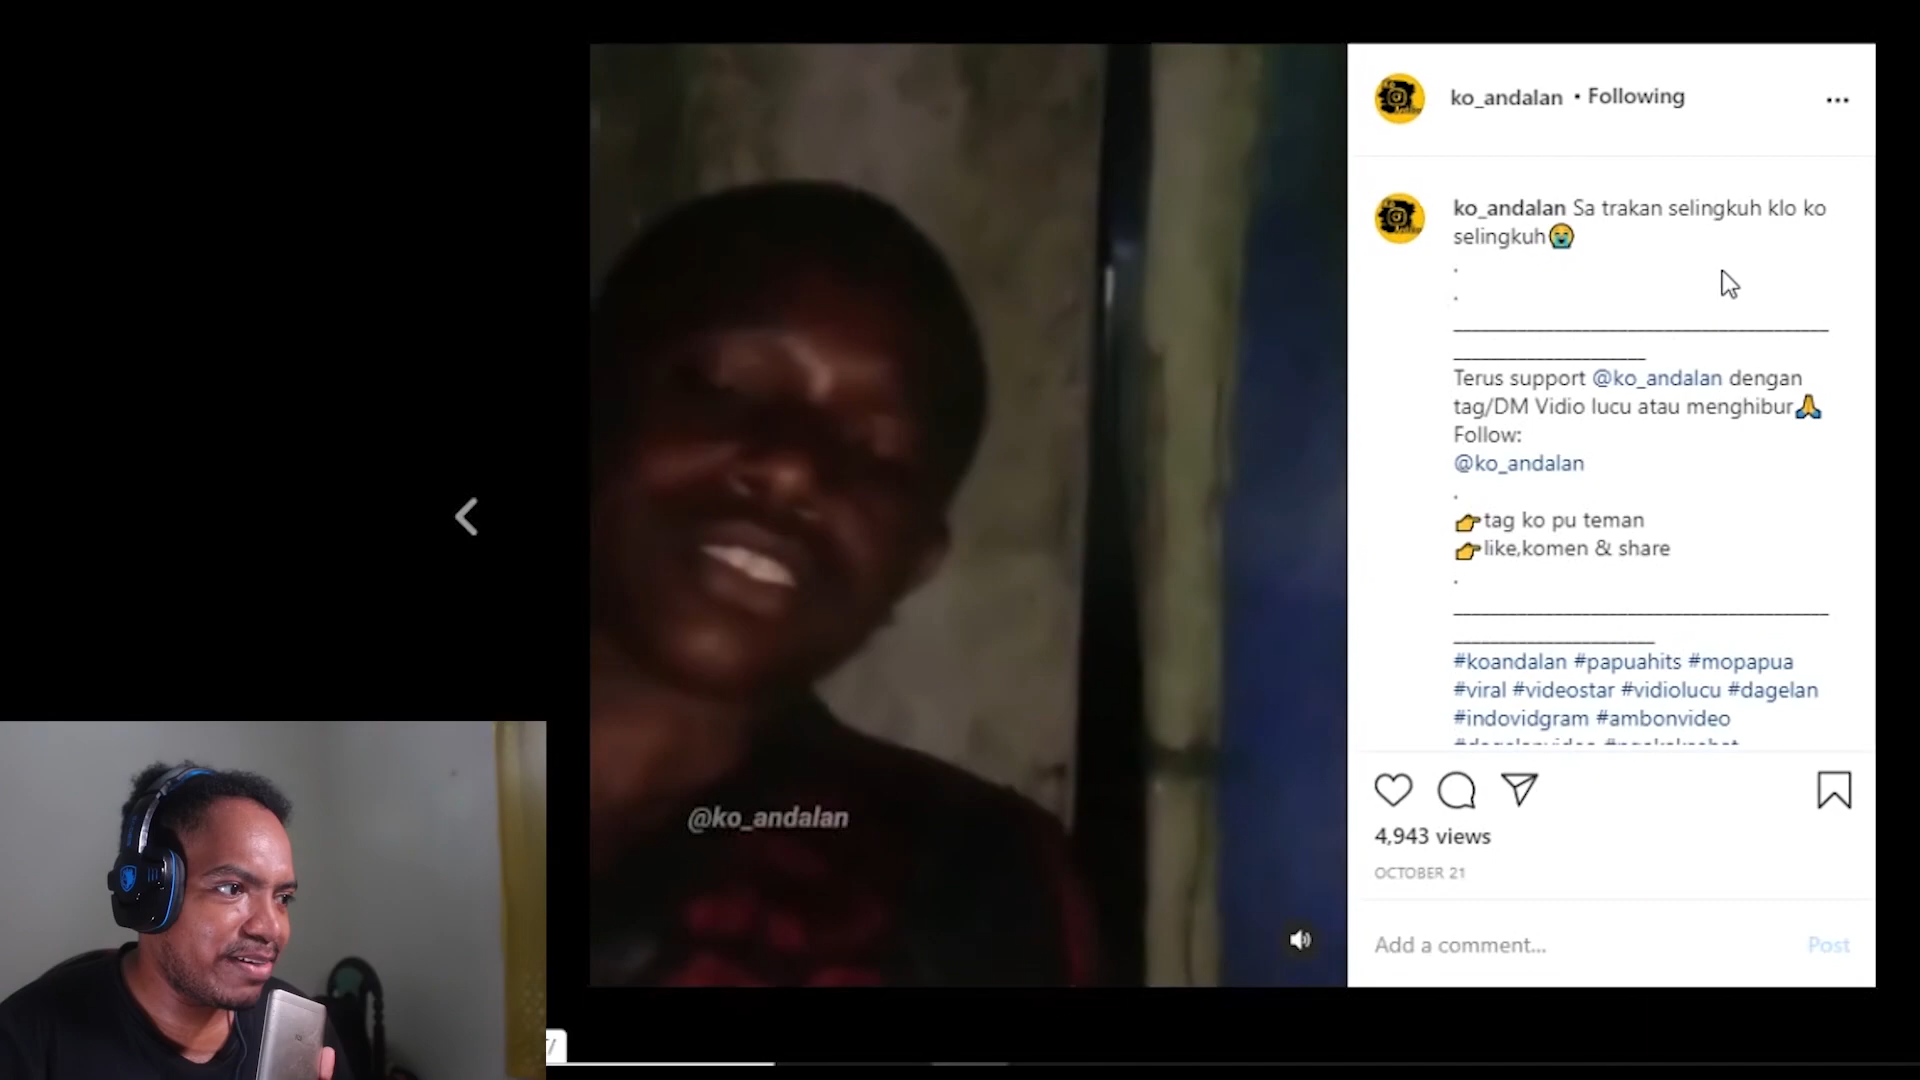 ko_andalan • Following
ko_andalan Sa trakan selingkuh klo ko
selingkuh😭
.
.
Terus support @ko_andalan dengan
tag/DM Vidio lucu atau menghibur🙏
Follow:
@ko_andalan
.
👉tag ko pu teman
👉like,komen & share
.
#koandalan #papuahits #mopapua
#viral #videostar #vidiolucu #dagelan
#indovidgram #ambonvideo
4,943 views
OCTOBER 21
Add a comment... Post
@ko_andalan